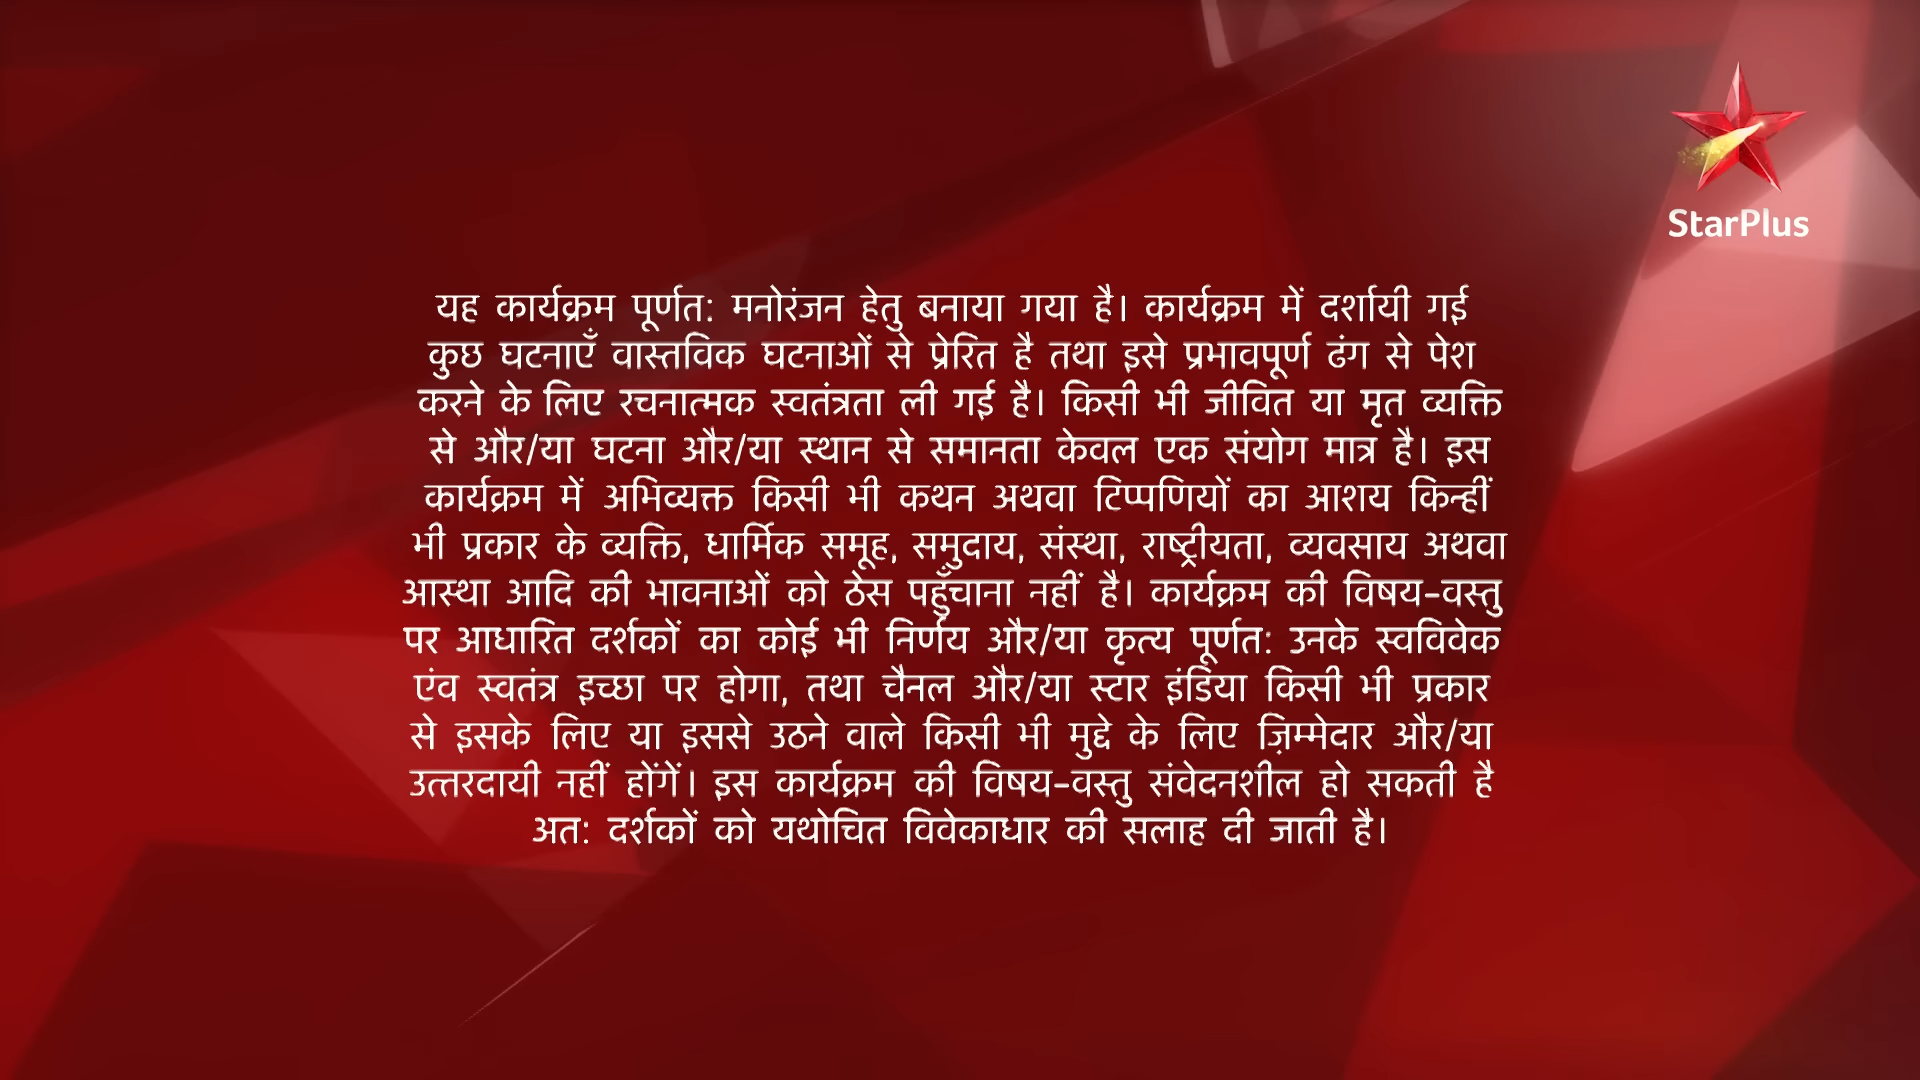 StarPlus
यह कार्यक्रम पूर्णत: मनोरंजन हेतु बनाया गया है। कार्यक्रम में दर्शायी गई
कुछ घटनाएँ वास्तविक घटनाओं से प्रेरित है तथा इसे प्रभावपूर्ण ढंग से पेश
करने के लिए रचनात्मक स्वतंत्रता ली गई है। किसी भी जीवित या मृत व्यक्ति
से और/या घटना और/या स्थान से समानता केवल एक संयोग मात्र है। इस
कार्यक्रम में अभिव्यक्त किसी भी कथन अथवा टिप्पणियों का आशय किन्हीं
भी प्रकार के व्यक्ति, धार्मिक समूह, समुदाय, संस्था, राष्ट्रीयता, व्यवसाय अथवा
आस्था आदि की भावनाओं को ठेस पहुँचाना नहीं है। कार्यक्रम की विषय-वस्तु
पर आधारित दर्शकों का कोई भी निर्णय और/या कृत्य पूर्णत: उनके स्वविवेक
एंव स्वतंत्र इच्छा पर होगा, तथा चैनल और/या स्टार इंडिया किसी भी प्रकार
से इसके लिए या इससे उठने वाले किसी भी मुद्दे के लिए ज़िम्मेदार और/या
उत्तरदायी नहीं होंगें। इस कार्यक्रम की विषय-वस्तु संवेदनशील हो सकती है
अत: दर्शकों को यथोचित विवेकाधार की सलाह दी जाती है।